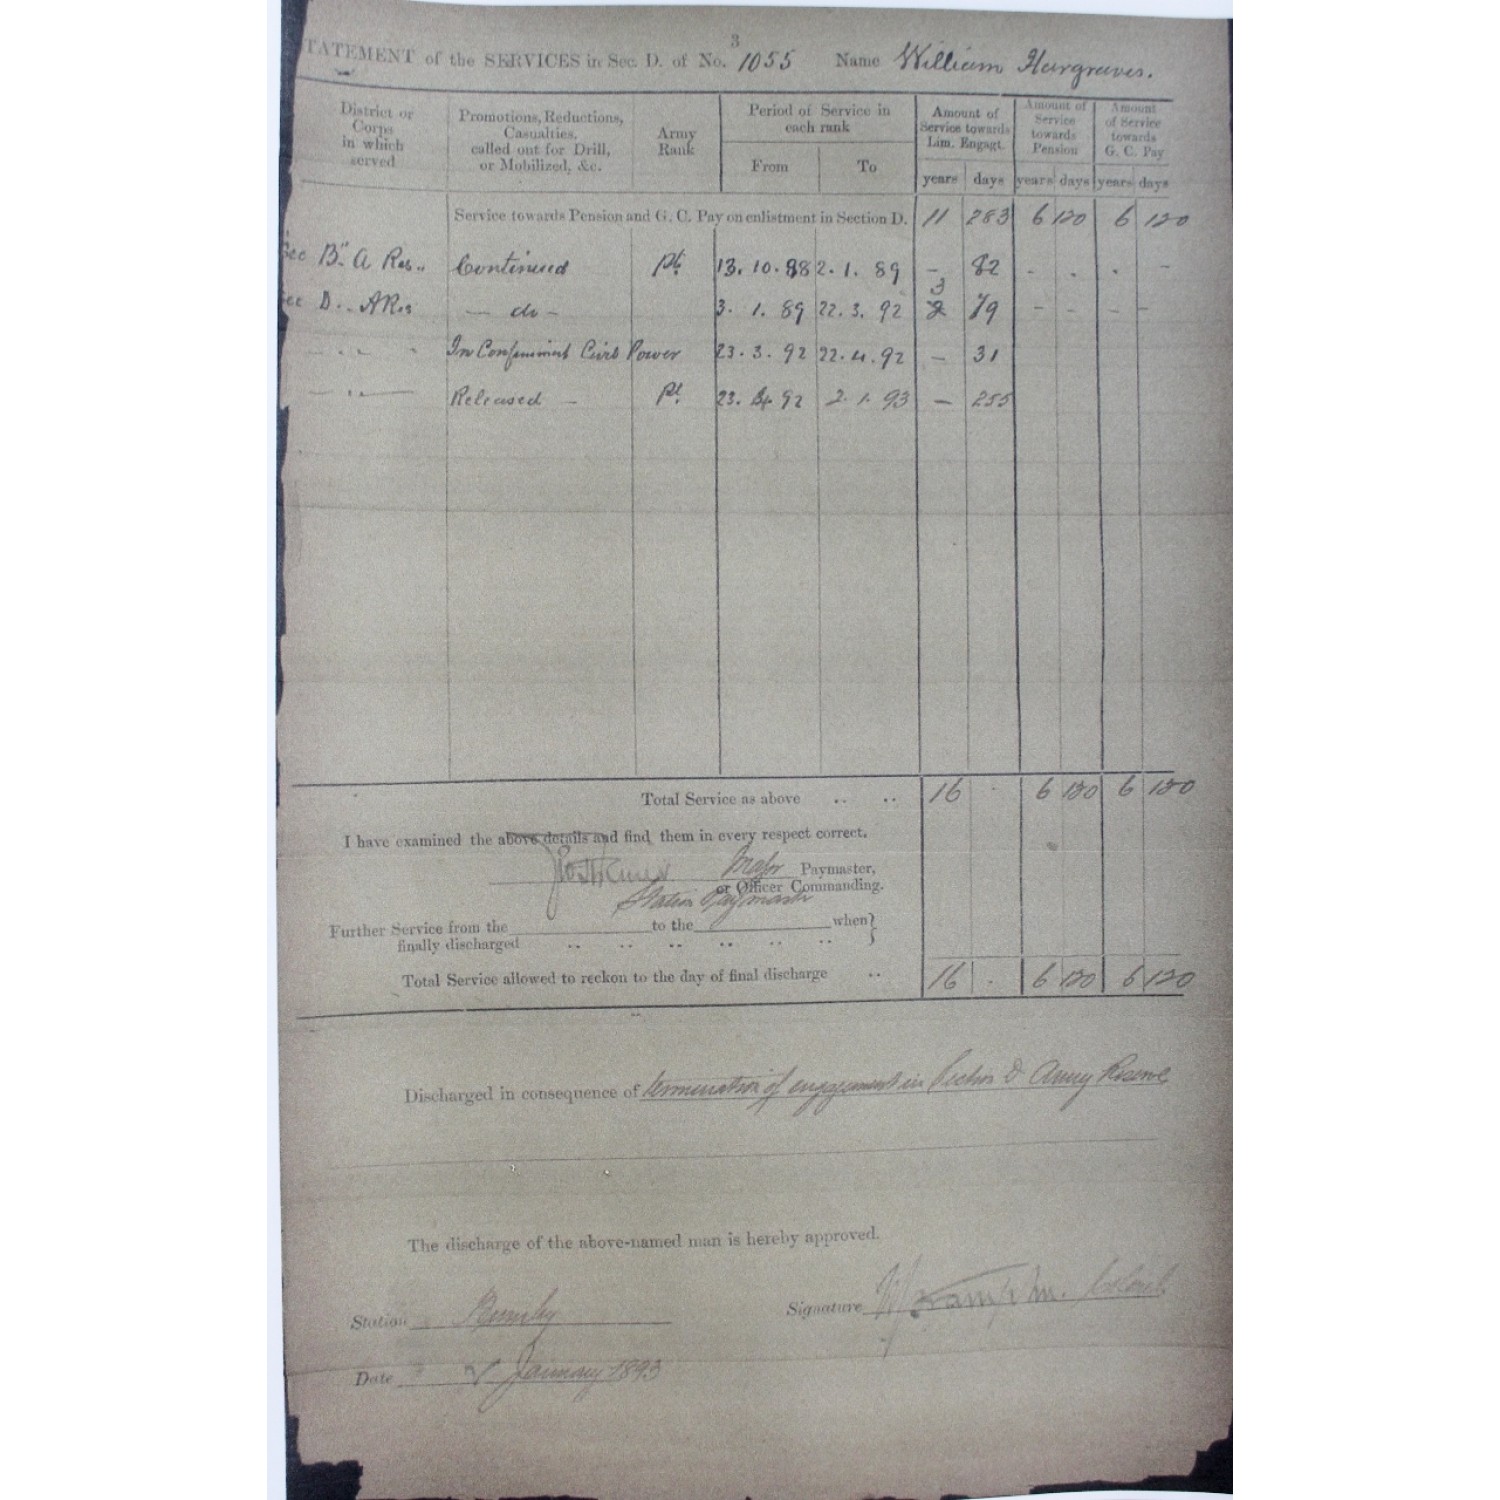 3
TATEMENT of the SERVICES in Sec. D. of No. 1055 Name William Hargraves.
District or Corps in which served
Promotions, Reductions, Casualties, called out for Drill, or Mobilized, &c.
Army Rank
Period of Service in each rank
From To
Amount of Service towards Lim. Engagt.
Amount of Service towards Pension
Amount of Service towards G. C. Pay
years days years days years days
Service towards Pension and G. C. Pay on enlistment in Section D. 11 283 6 120 6 120
Sec B". A Res.. Continued Pt. 13. 10. 88 2. 1. 89 - 82 - . . -
Sec D.. ARes — do - 3. 1. 89 22. 3. 92 3 79 - - - -
In Confinement Civil Power 23. 3. 92 22. 4. 92 - 31
Released - Pt. 23. 4. 92 2. 1. 93 - 255
Total Service as above .. .. 16 . 6 120 6 120
I have examined the above details and find them in every respect correct.
Major Paymaster,
or Officer Commanding.
Station Paymaster
Further Service from the to the when }
finally discharged .. .. .. .. .. ..
Total Service allowed to reckon to the day of final discharge .. 16 . 6 120 6 120
Discharged in consequence of termination of engagement in Section D Army Reserve
The discharge of the above-named man is hereby approved.
Signature Colonel
Station Burnley
Date 2 January 1893